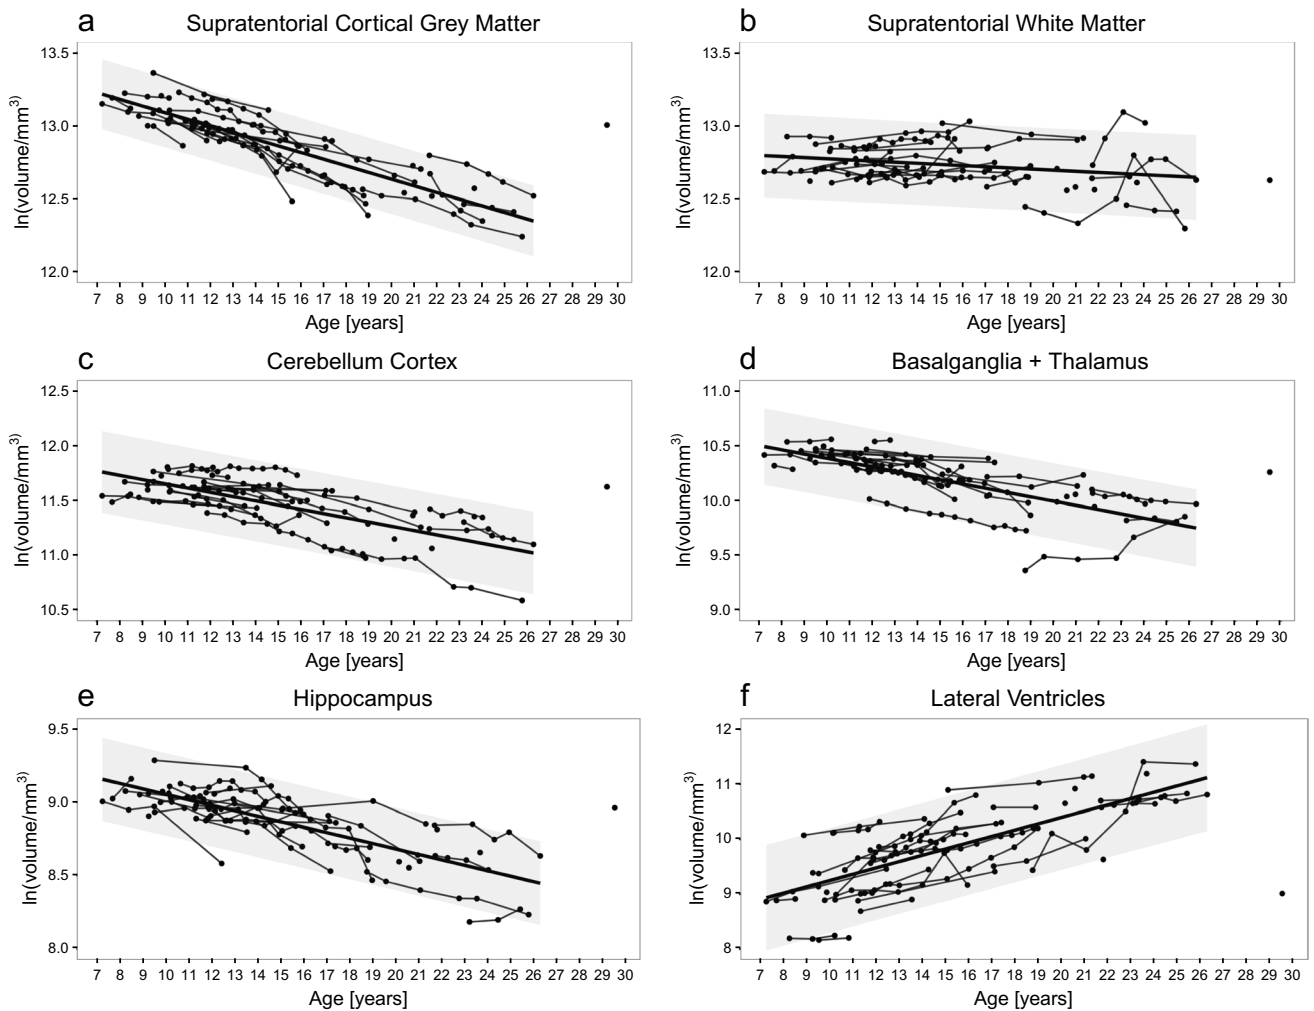 a Supratentorial Cortical Grey Matter
13.5
13.0
12.5
12.0
ln(volume/mm³)
7 8 9 10 11 12 13 14 15 16 17 18 19 20 21 22 23 24 25 26 27 28 29 30
Age [years]
b Supratentorial White Matter
13.5
13.0
12.5
12.0
ln(volume/mm³)
7 8 9 10 11 12 13 14 15 16 17 18 19 20 21 22 23 24 25 26 27 28 29 30
Age [years]
c Cerebellum Cortex
12.5
12.0
11.5
11.0
10.5
ln(volume/mm³)
7 8 9 10 11 12 13 14 15 16 17 18 19 20 21 22 23 24 25 26 27 28 29 30
Age [years]
d Basalganglia + Thalamus
11.0
10.5
10.0
9.5
9.0
ln(volume/mm³)
7 8 9 10 11 12 13 14 15 16 17 18 19 20 21 22 23 24 25 26 27 28 29 30
Age [years]
e Hippocampus
9.5
9.0
8.5
8.0
ln(volume/mm³)
7 8 9 10 11 12 13 14 15 16 17 18 19 20 21 22 23 24 25 26 27 28 29 30
Age [years]
f Lateral Ventricles
12
11
10
9
8
ln(volume/mm³)
7 8 9 10 11 12 13 14 15 16 17 18 19 20 21 22 23 24 25 26 27 28 29 30
Age [years]